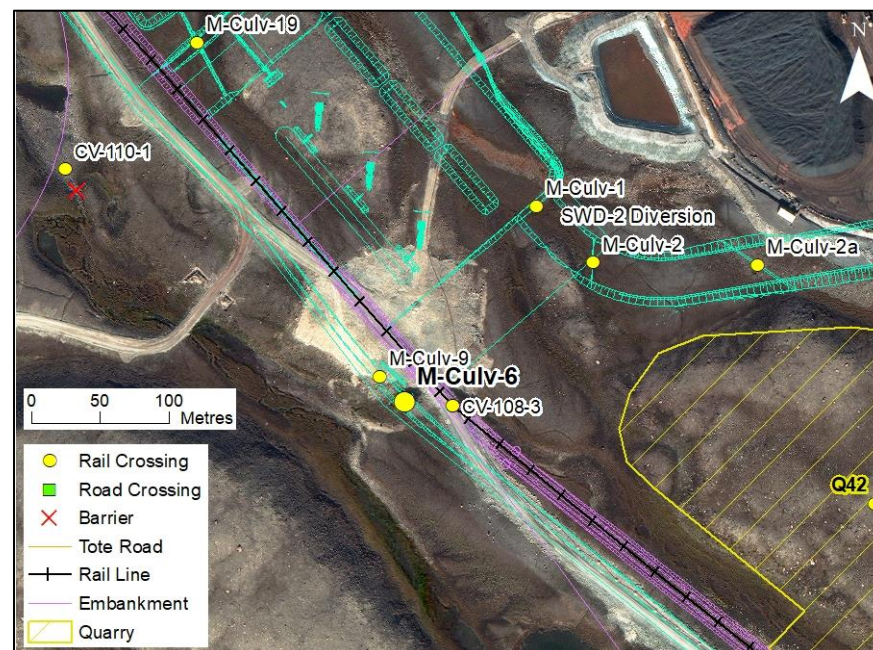 M-Culv-19
N
CV-110-1
M-Culv-1
SWD-2 Diversion
M-Culv-2
M-Culv-2a
M-Culv-9
M-Culv-6
CV-108-3
Q42
0 50 100
Metres
Rail Crossing
Road Crossing
Barrier
Tote Road
Rail Line
Embankment
Quarry